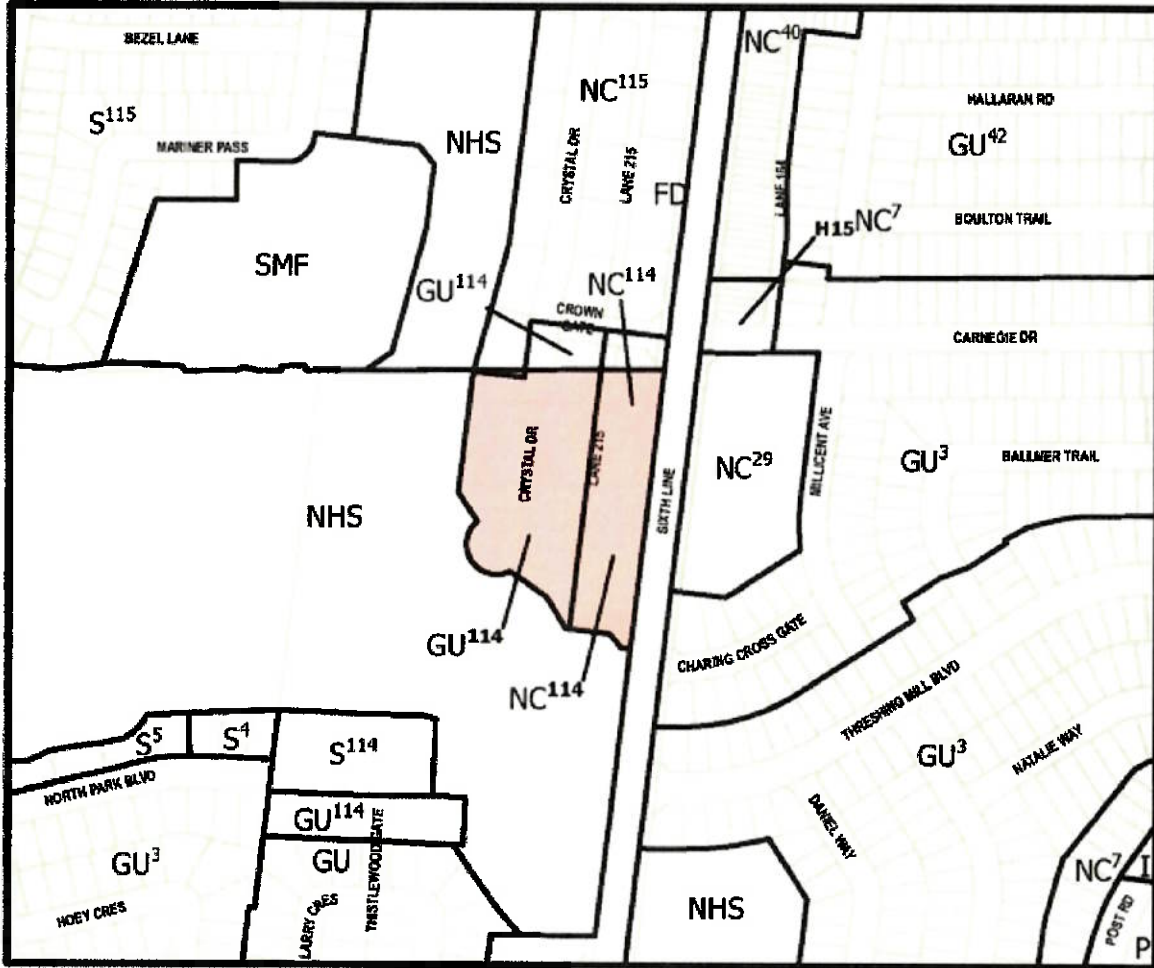 BEZEL LANE
NC⁴⁰
NC¹¹⁵
HALLARAN RD
S¹¹⁵
MARINER PASS
NHS
GU⁴²
CRYSTAL DR
LANE 215
FD
LANE 164
BOULTON TRAIL
H15 NC⁷
SMF
GU¹¹⁴
NC¹¹⁴
CROWN
GATE
CARNEGIE DR
CRYSTAL DR
LANE 215
NC²⁹
MILLICENT AVE
GU³
BALLMER TRAIL
NHS
SIXTH LINE
GU¹¹⁴
CHARING CROSS GATE
NC¹¹⁴
THRESHING MILL BLVD
S⁵
S⁴
S¹¹⁴
GU³
NATALIE WAY
NORTH PARK BLVD
GU¹¹⁴
DANIEL WAY
GU³
GU
THISTLEWOOD GATE
NC⁷
I
HOEY CRES
LARRY CRES
NHS
POST RD
P